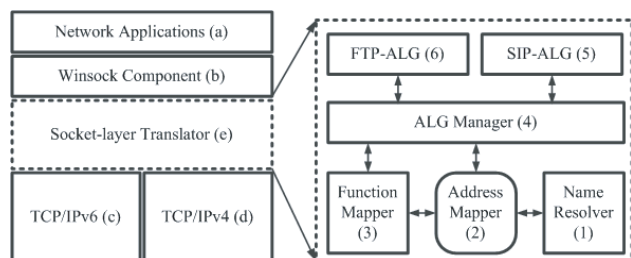 Network Applications (a)
Winsock Component (b)
Socket-layer Translator (e)
TCP/IPv6 (c)
TCP/IPv4 (d)
FTP-ALG (6)
SIP-ALG (5)
ALG Manager (4)
Function
Mapper
(3)
Address
Mapper
(2)
Name
Resolver
(1)